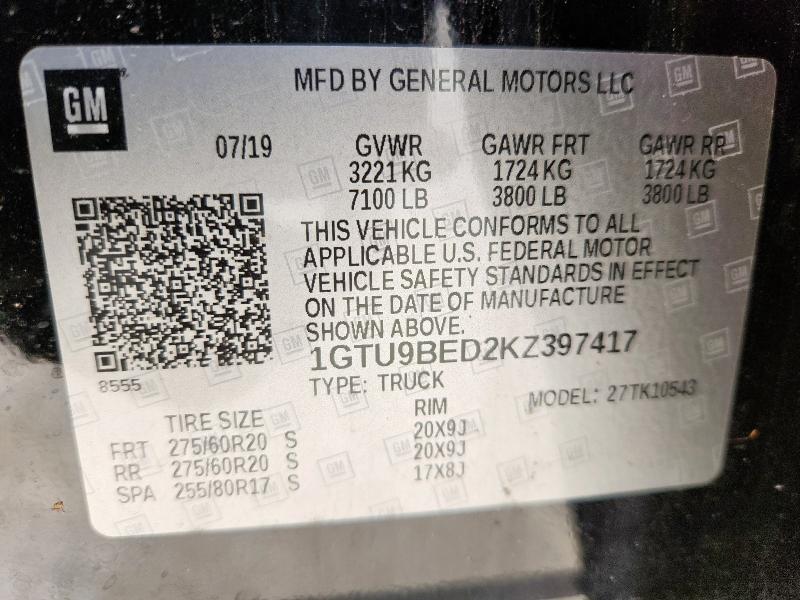 GM
MFD BY GENERAL MOTORS LLC
07/19 GVWR GAWR FRT GAWR RR
3221 KG 1724 KG 1724 KG
7100 LB 3800 LB 3800 LB
THIS VEHICLE CONFORMS TO ALL
APPLICABLE U.S. FEDERAL MOTOR
VEHICLE SAFETY STANDARDS IN EFFECT
ON THE DATE OF MANUFACTURE
SHOWN ABOVE.
1GTU9BED2KZ397417
8555
TYPE: TRUCK MODEL: 27TK10543
TIRE SIZE RIM
FRT 275/60R20 S 20X9J
RR 275/60R20 S 20X9J
SPA 255/80R17 S 17X8J